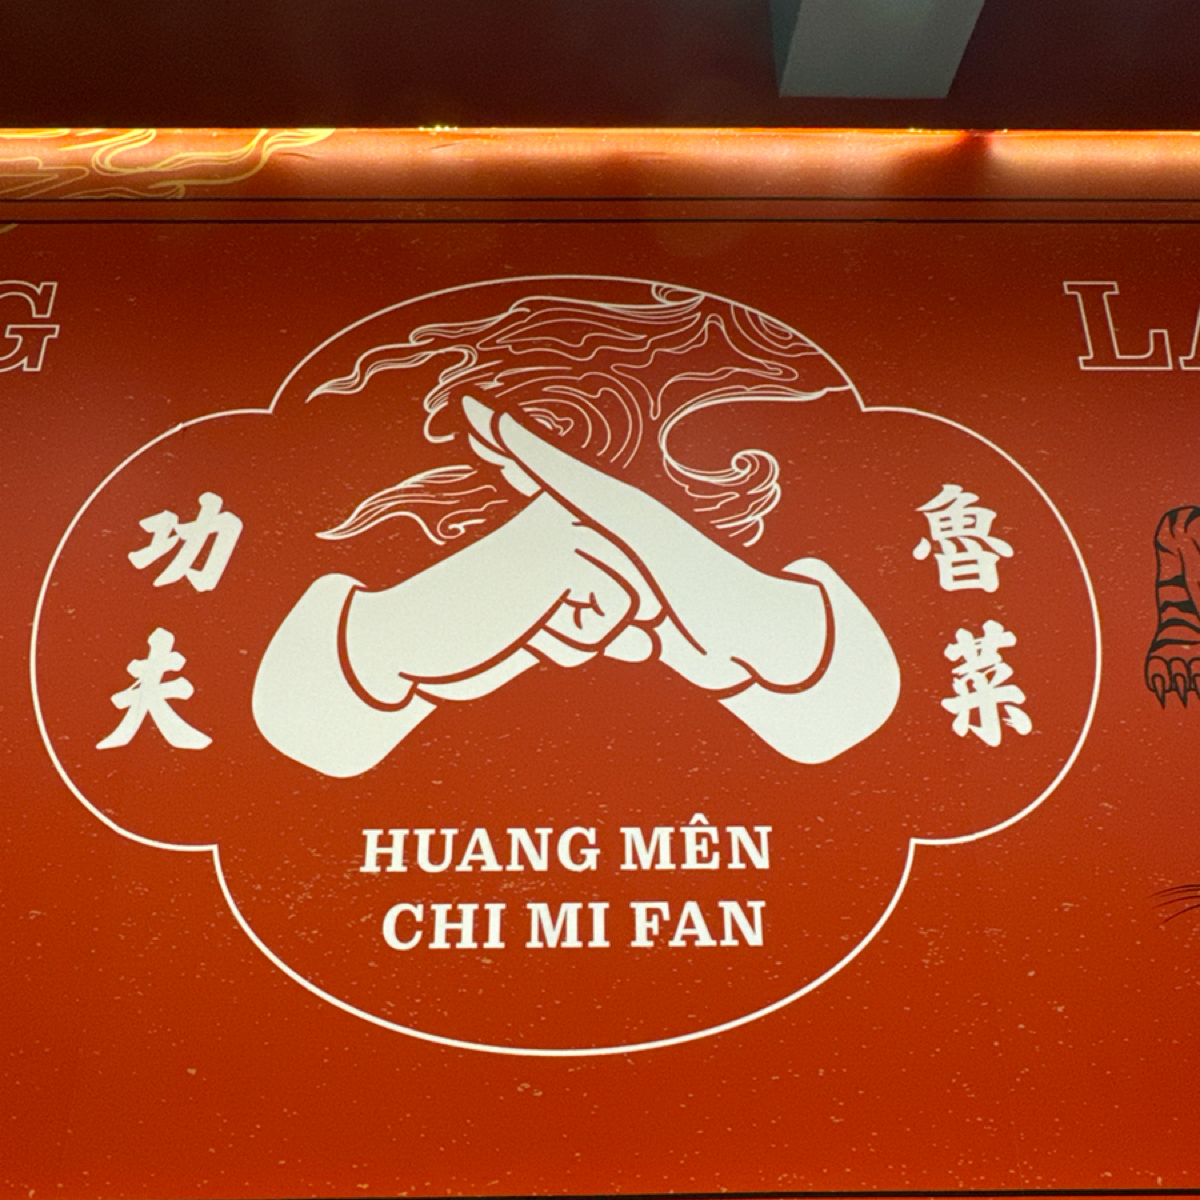 G
功夫
魯菜
HUANG MÊN
CHI MI FAN